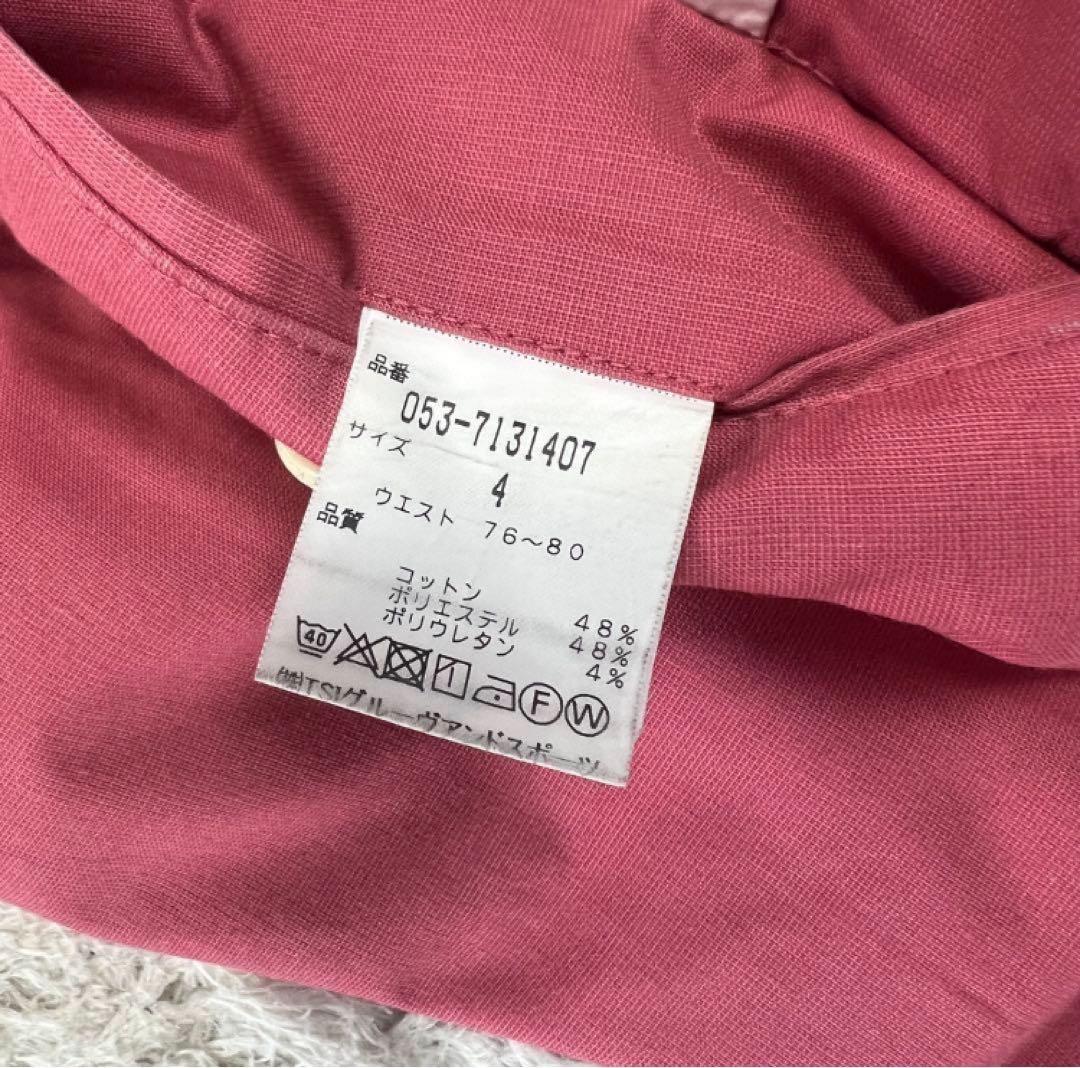 品番
053-7131407
サイズ
4
ウエスト 76~80
品質
コットン 48%
ポリエステル 48%
ポリウレタン 4%
40 F W
㈱TSIグルーヴアンドスポーツ